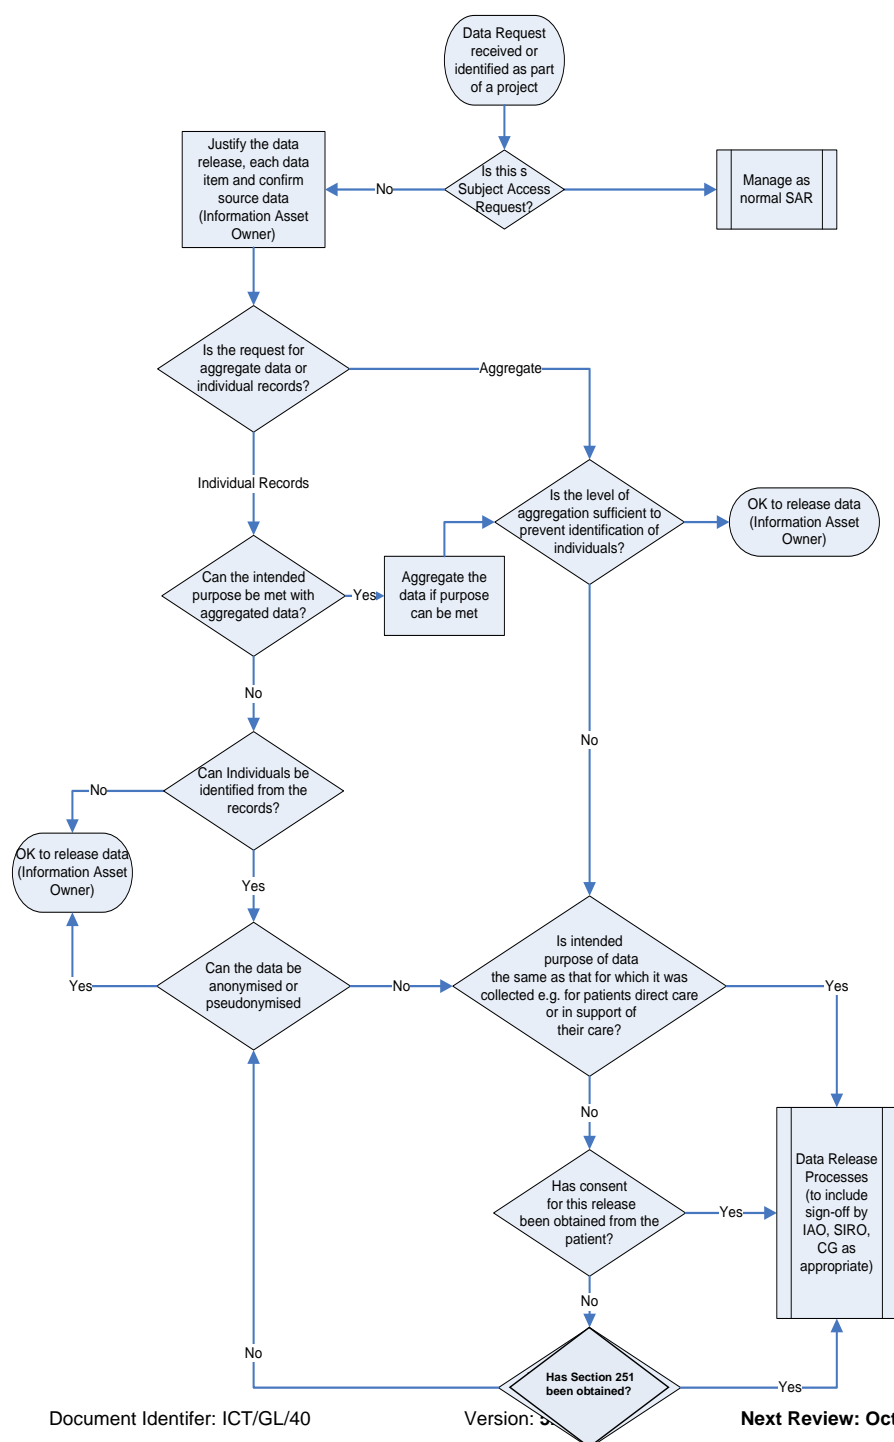 Data Request
received or
identified as part
of a project
Justify the data
release, each data
item and confirm
source data
(Information Asset
Owner)
No
Is this s
Subject Access
Request?
Manage as
normal SAR
Is the request for
aggregate data or
individual records?
Aggregate
Individual Records
Is the level of
aggregation sufficient to
prevent identification of
individuals?
OK to release data
(Information Asset
Owner)
Can the intended
purpose be met with
aggregated data?
Yes
Aggregate the
data if purpose
can be met
No
No
Can Individuals be
identified from the
records?
No
OK to release data
(Information Asset
Owner)
Yes
Can the data be
anonymised or
pseudonymised
Yes
No
Is intended
purpose of data
the same as that for which it was
collected e.g. for patients direct care
or in support of
their care?
Yes
No
Has consent
for this release
been obtained from the
patient?
Yes
Data Release
Processes
(to include
sign-off by
IAO, SIRO,
CG as
appropriate)
No
No
Has Section 251
been obtained?
Yes
Document Identifer: ICT/GL/40
Version:
Next Review: Oct